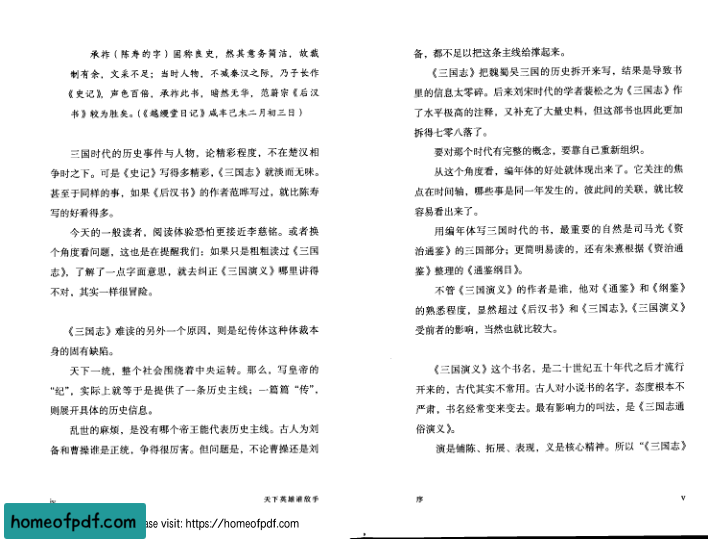 承祚（陈寿的字）固称良史，然其意务简洁，故裁
制有余，文采不足；当时人物，不减秦汉之际，乃子长作
《史记》，声色百倍，承祚此书，暗然无华，范蔚宗《后汉
书》较为胜矣。（《越缦堂日记》咸丰己未二月初三日）
三国时代的历史事件与人物，论精彩程度，不在楚汉相
争时之下。可是《史记》写得多精彩，《三国志》就淡而无味。
甚至于同样的事，如果《后汉书》的作者范晔写过，就比陈寿
写的好看得多。
今天的一般读者，阅读体验恐怕更接近李慈铭。或者换
个角度看问题，这也是在提醒我们：如果只是粗粗读过《三国
志》，了解了一点字面意思，就去纠正《三国演义》哪里讲得
不对，其实一样很冒险。
《三国志》难读的另外一个原因，则是纪传体这种体裁本
身的固有缺陷。
天下一统，整个社会围绕着中央运转。那么，写皇帝的
“纪”，实际上就等于是提供了一条历史主线；一篇篇“传”，
则展开具体的历史信息。
乱世的麻烦，是没有哪个帝王能代表历史主线。古人为刘
备和曹操谁是正统，争得很厉害。但问题是，不论曹操还是刘
iv
天下英雄谁敌手
备，都不足以把这条主线给撑起来。
《三国志》把魏蜀吴三国的历史拆开来写，结果是导致书
里的信息太零碎。后来刘宋时代的学者裴松之为《三国志》作
了水平极高的注释，又补充了大量史料，但这部书也因此更加
拆得七零八落了。
要对那个时代有完整的概念，要靠自己重新组织。
从这个角度看，编年体的好处就体现出来了。它关注的焦
点在时间轴，哪些事是同一年发生的，彼此间的关联，就比较
容易看出来了。
用编年体写三国时代的书，最重要的自然是司马光《资
治通鉴》的三国部分；更简明易读的，还有朱熹根据《资治通
鉴》整理的《通鉴纲目》。
不管《三国演义》的作者是谁，他对《通鉴》和《纲鉴》
的熟悉程度，显然超过《后汉书》和《三国志》，《三国演义》
受前者的影响，当然也就比较大。
《三国演义》这个书名，是二十世纪五十年代之后才流行
开来的，古代其实不常用。古人对小说书的名字，态度根本不
严肃，书名经常变来变去。最有影响力的叫法，是《三国志通
俗演义》。
演是铺陈、拓展、表现，义是核心精神。所以“《三国志》
序
v
homeofpdf.com
ase visit: https://homeofpdf.com